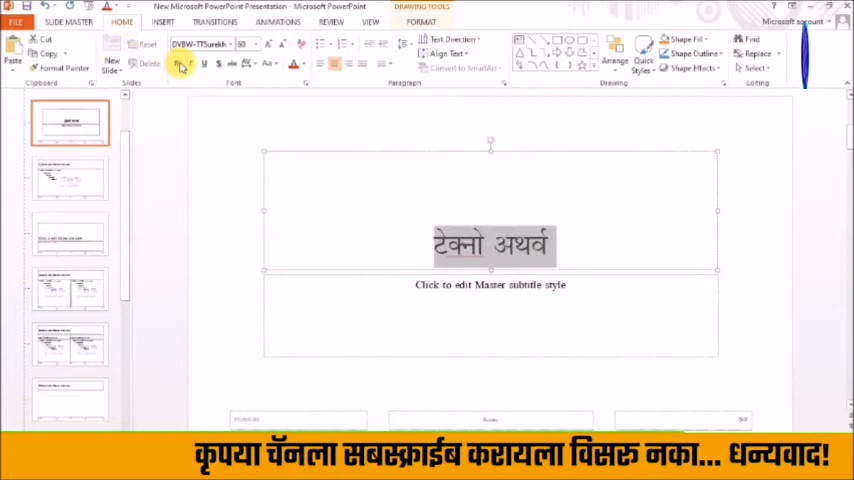 New Microsoft PowerPoint Presentation - Microsoft PowerPoint
DRAWING TOOLS
FILE
SLIDE MASTER
HOME
INSERT
TRANSITIONS
ANIMATIONS
REVIEW
VIEW
FORMAT
Microsoft account
Paste
Cut
Copy
Format Painter
Clipboard
New
Slide
Reset
Delete
Slides
DVBW-TTSurekh
60
Font
Text Direction
Align Text
Convert to SmartArt
Paragraph
Arrange
Quick
Styles
Shape Fill
Shape Outline
Shape Effects
Drawing
Find
Replace
Select
Editing
टेक्नो अथर्व
Click to edit Master subtitle style
Footer
कृपया चॅनला सबस्क्राईब करायला विसरू नका... धन्यवाद!